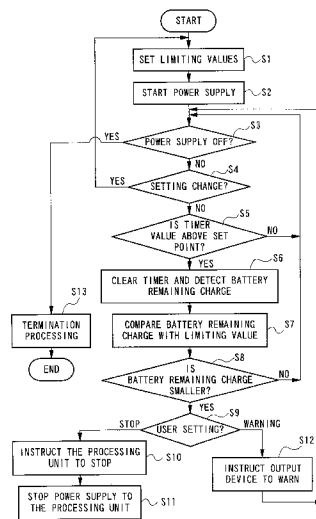 START
SET LIMITING VALUES
S1
START POWER SUPPLY
S2
S3
YES
POWER SUPPLY OFF?
NO
S4
YES
SETTING CHANGE?
NO
S5
IS TIMER
VALUE ABOVE SET
POINT?
NO
YES
S6
CLEAR TIMER AND DETECT BATTERY
REMAINING CHARGE
S13
TERMINATION
PROCESSING
END
S7
COMPARE BATTERY REMAINING
CHARGE WITH LIMITING VALUE
S8
IS
BATTERY REMAINING CHARGE
SMALLER?
NO
YES
S9
STOP
USER SETTING?
WARNING
INSTRUCT THE PROCESSING
UNIT TO STOP
S10
S12
INSTRUCT OUTPUT
DEVICE TO WARN
STOP POWER SUPPLY TO
THE PROCESSING UNIT
S11